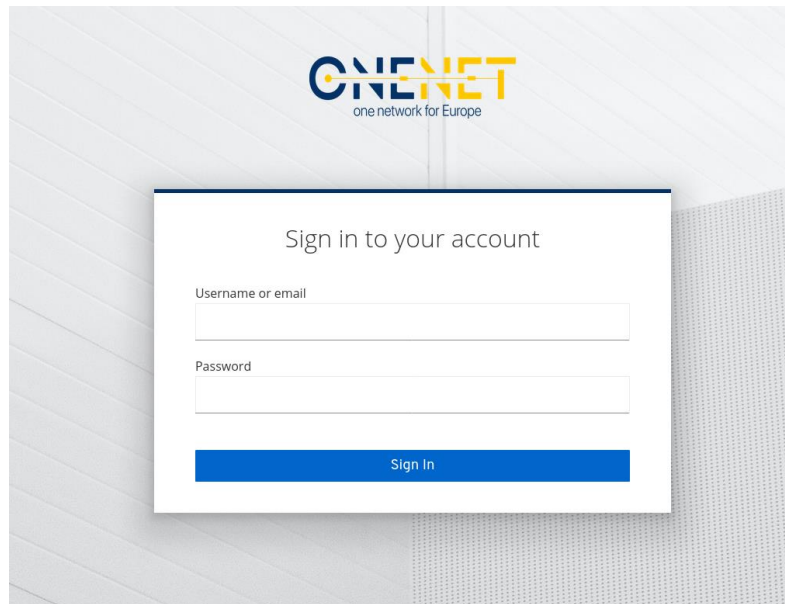 ONENET
one network for Europe
Sign in to your account
Username or email
Password
Sign In